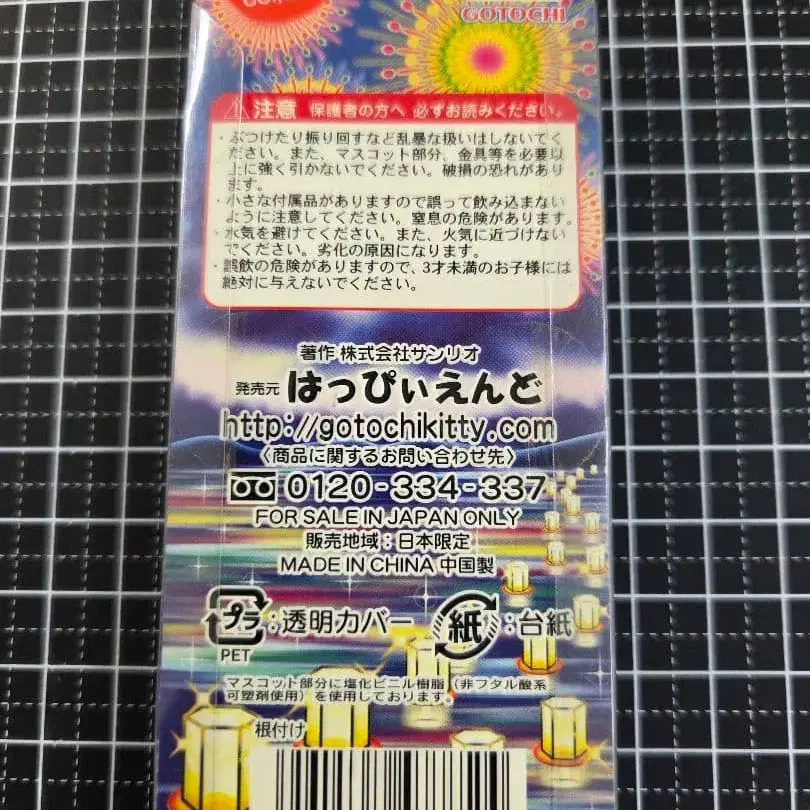 GOTOCHI
注意 保護者の方へ 必ずお読みください。
・ぶつけたり振り回すなど乱暴な扱いはしないでく
ださい。また、マスコット部分、金具等を必要以
上に強く引かないでください。破損の恐れがあり
ます。
・小さな付属品がありますので誤って飲み込まない
ように注意してください。窒息の危険があります。
・水気を避けてください。また、火気に近づけない
でください。劣化の原因になります。
・誤飲の危険がありますので、3才未満のお子様には
絶対に与えないでください。
著作 株式会社サンリオ
発売元 はっぴぃえんど
http://gotochikitty.com
〈商品に関するお問い合わせ先〉
0120-334-337
FOR SALE IN JAPAN ONLY
販売地域：日本限定
MADE IN CHINA 中国製
プラ:透明カバー 紙:台紙
PET
マスコット部分に塩化ビニル樹脂（非フタル酸系
可塑剤使用）を使用しております。
根付け